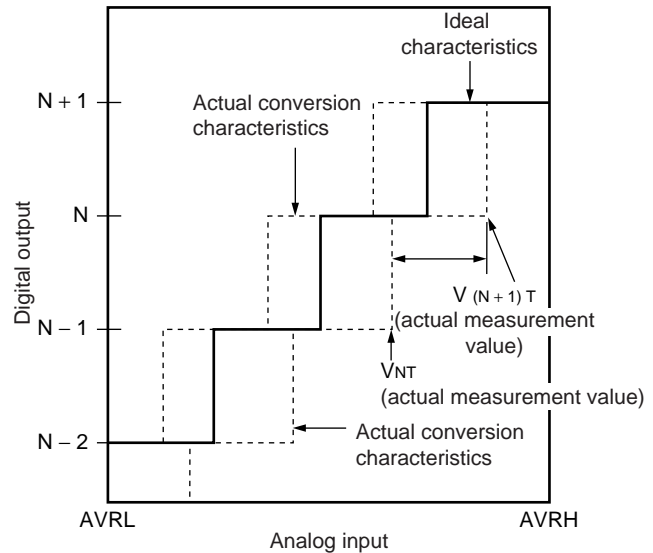 Ideal
characteristics
N + 1
Actual conversion
characteristics
N
Digital output
V (N + 1) T
(actual measurement
value)
N – 1
VNT
(actual measurement value)
Actual conversion
characteristics
N – 2
AVRL
AVRH
Analog input